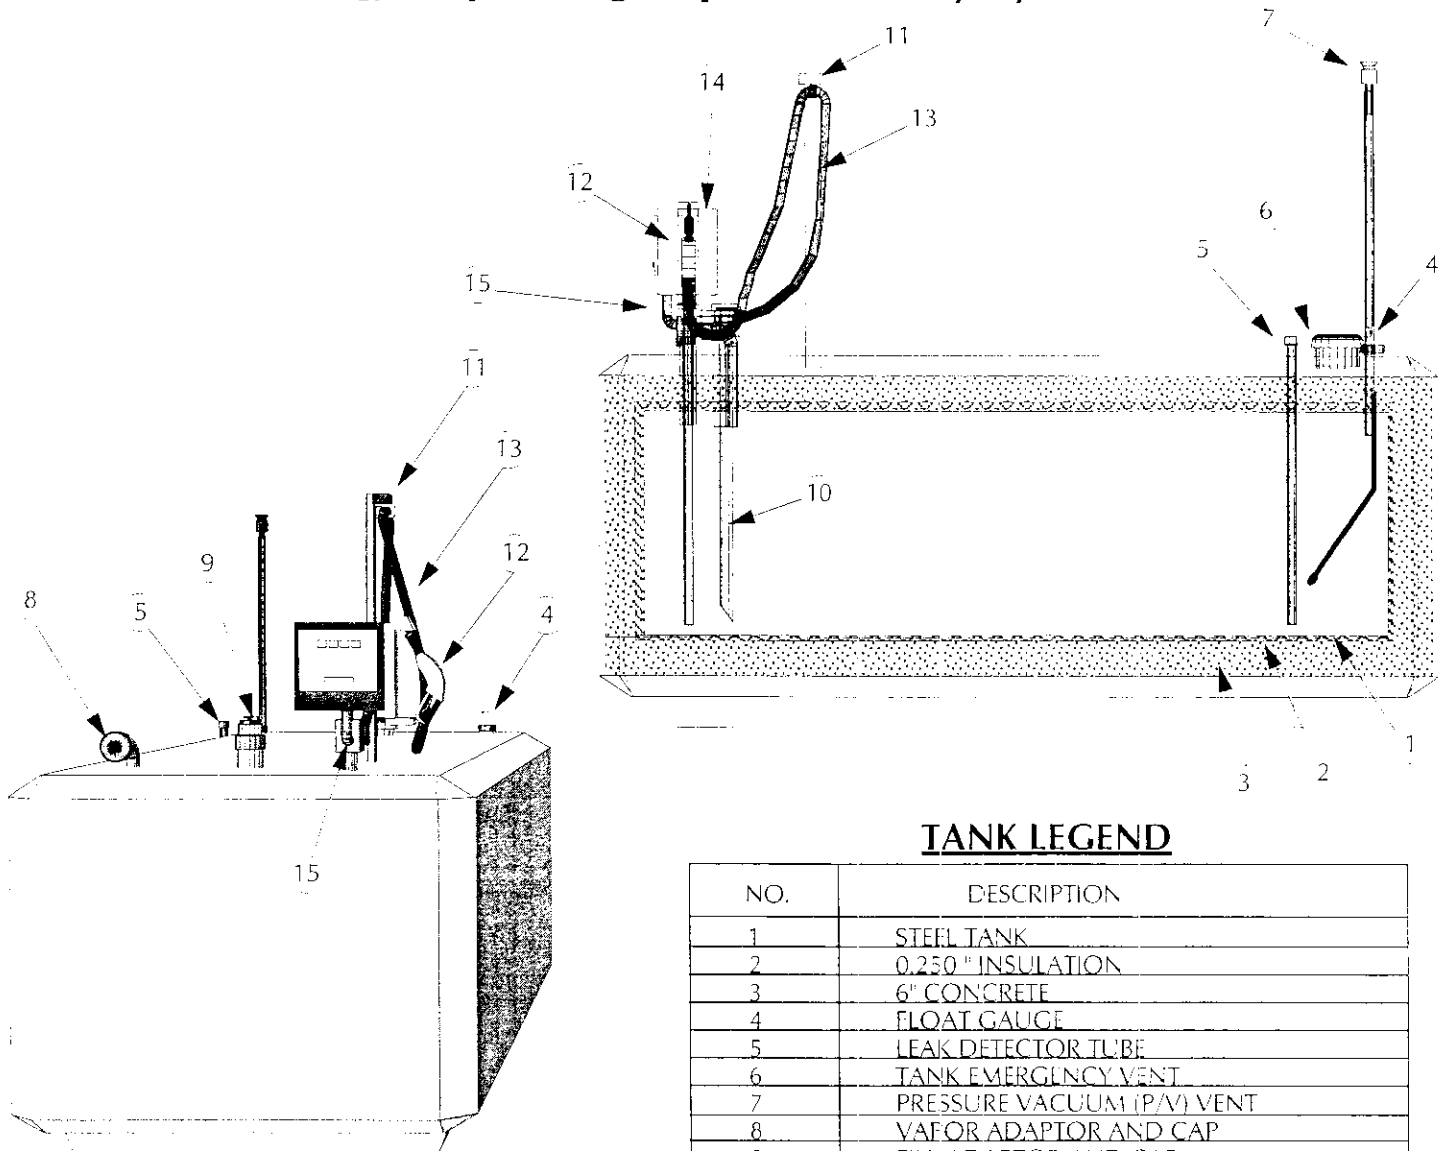 11
7
14
13
12
6
5
4
15
11
13
10
12
9
8
5
4
1
2
3
15
TANK LEGEND
NO. DESCRIPTION
1 STEEL TANK
2 0.250 " INSULATION
3 6" CONCRETE
4 FLOAT GAUGE
5 LEAK DETECTOR TUBE
6 TANK EMERGENCY VENT
7 PRESSURE VACUUM (P/V) VENT
8 VAPOR ADAPTOR AND CAP